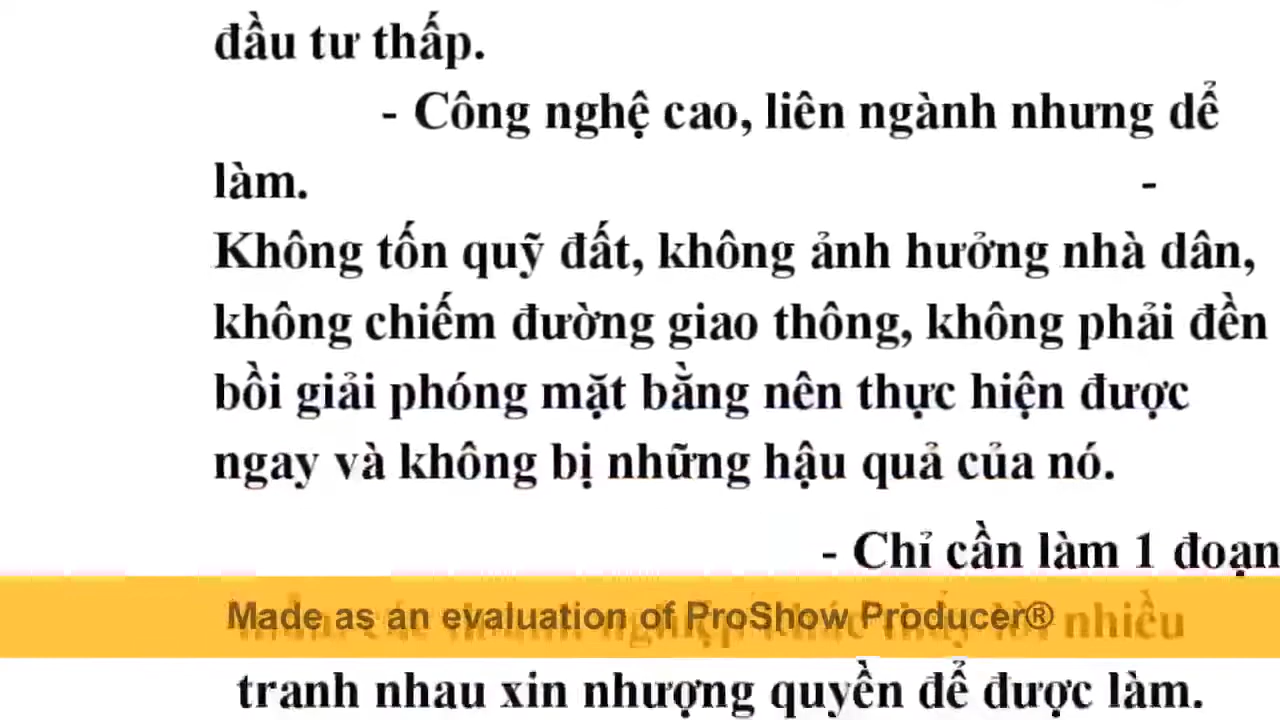 đầu tư thấp.
- Công nghệ cao, liên ngành nhưng dể
làm. -
Không tốn quỹ đất, không ảnh hưởng nhà dân,
không chiếm đường giao thông, không phải đền
bồi giải phóng mặt bằng nên thực hiện được
ngay và không bị những hậu quả của nó.
- Chỉ cần làm 1 đoạn
Made as an evaluation of ProShow Producer®
nhiều
tranh nhau xin nhượng quyền để được làm.